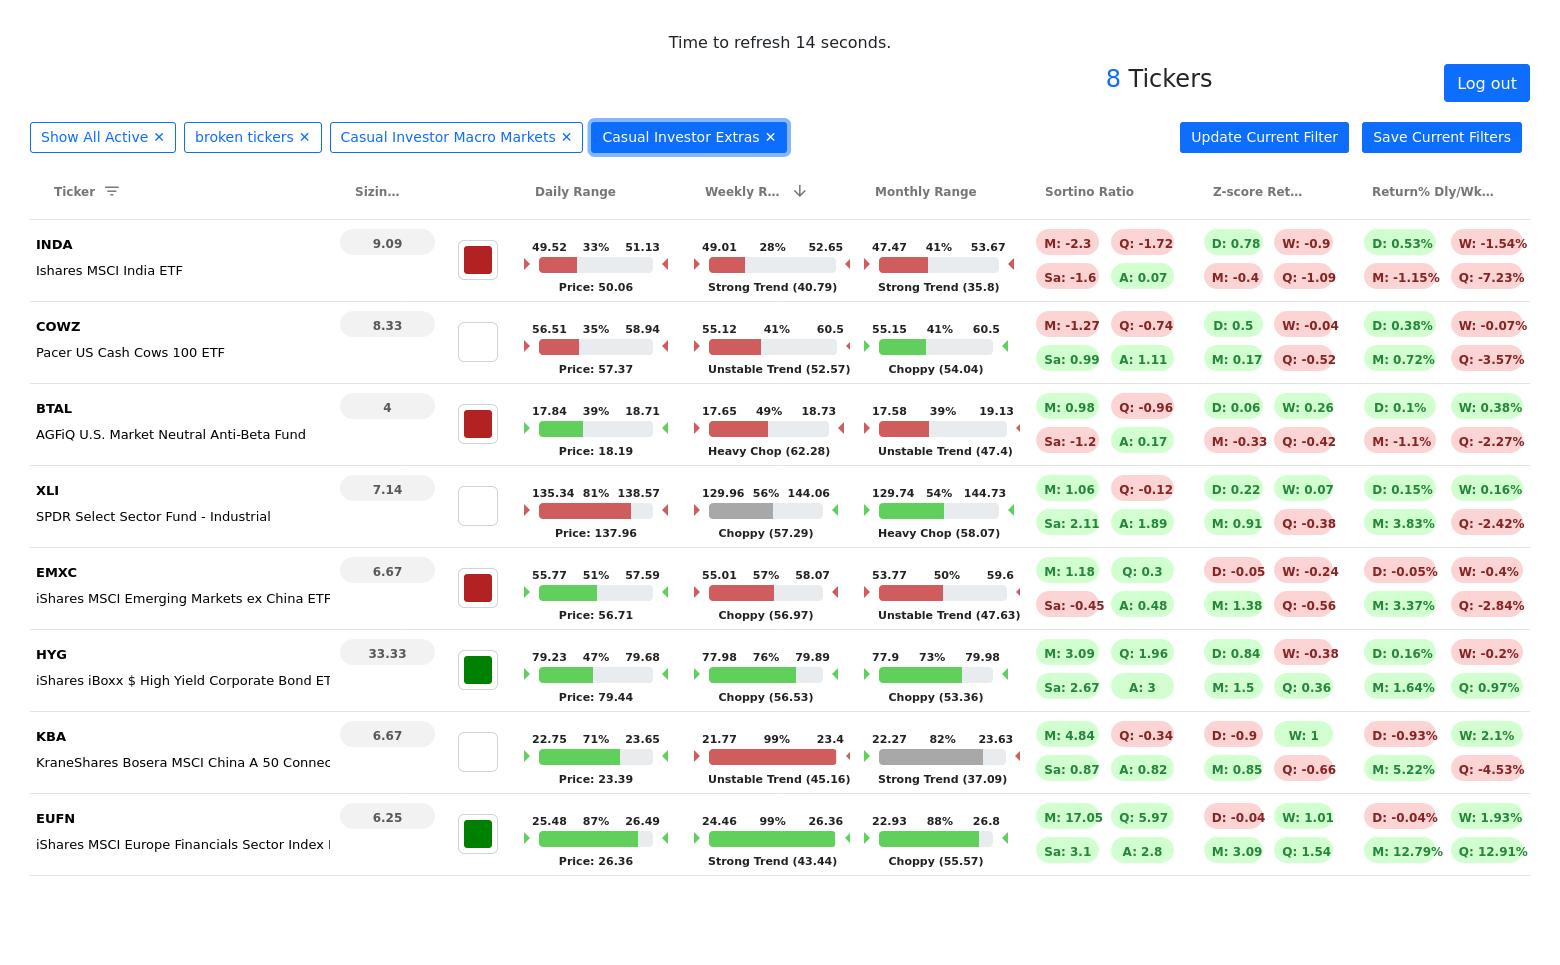 Time to refresh 14 seconds.
8 Tickers
Log out
Show All Active ✕ broken tickers ✕ Casual Investor Macro Markets ✕ Casual Investor Extras ✕ Update Current Filter Save Current Filters
Ticker Sizin... Daily Range Weekly R... Monthly Range Sortino Ratio Z-score Ret... Return% Dly/Wk...
INDA 9.09 49.52 33% 51.13 49.01 28% 52.65 47.47 41% 53.67 M: -2.3 Q: -1.72 D: 0.78 W: -0.9 D: 0.53% W: -1.54%
Ishares MSCI India ETF Price: 50.06 Strong Trend (40.79) Strong Trend (35.8) Sa: -1.6 A: 0.07 M: -0.4 Q: -1.09 M: -1.15% Q: -7.23%
COWZ 8.33 56.51 35% 58.94 55.12 41% 60.5 55.15 41% 60.5 M: -1.27 Q: -0.74 D: 0.5 W: -0.04 D: 0.38% W: -0.07%
Pacer US Cash Cows 100 ETF Price: 57.37 Unstable Trend (52.57) Choppy (54.04) Sa: 0.99 A: 1.11 M: 0.17 Q: -0.52 M: 0.72% Q: -3.57%
BTAL 4 17.84 39% 18.71 17.65 49% 18.73 17.58 39% 19.13 M: 0.98 Q: -0.96 D: 0.06 W: 0.26 D: 0.1% W: 0.38%
AGFiQ U.S. Market Neutral Anti-Beta Fund Price: 18.19 Heavy Chop (62.28) Unstable Trend (47.4) Sa: -1.2 A: 0.17 M: -0.33 Q: -0.42 M: -1.1% Q: -2.27%
XLI 7.14 135.34 81% 138.57 129.96 56% 144.06 129.74 54% 144.73 M: 1.06 Q: -0.12 D: 0.22 W: 0.07 D: 0.15% W: 0.16%
SPDR Select Sector Fund - Industrial Price: 137.96 Choppy (57.29) Heavy Chop (58.07) Sa: 2.11 A: 1.89 M: 0.91 Q: -0.38 M: 3.83% Q: -2.42%
EMXC 6.67 55.77 51% 57.59 55.01 57% 58.07 53.77 50% 59.6 M: 1.18 Q: 0.3 D: -0.05 W: -0.24 D: -0.05% W: -0.4%
iShares MSCI Emerging Markets ex China ETF Price: 56.71 Choppy (56.97) Unstable Trend (47.63) Sa: -0.45 A: 0.48 M: 1.38 Q: -0.56 M: 3.37% Q: -2.84%
HYG 33.33 79.23 47% 79.68 77.98 76% 79.89 77.9 73% 79.98 M: 3.09 Q: 1.96 D: 0.84 W: -0.38 D: 0.16% W: -0.2%
iShares iBoxx $ High Yield Corporate Bond ET Price: 79.44 Choppy (56.53) Choppy (53.36) Sa: 2.67 A: 3 M: 1.5 Q: 0.36 M: 1.64% Q: 0.97%
KBA 6.67 22.75 71% 23.65 21.77 99% 23.4 22.27 82% 23.63 M: 4.84 Q: -0.34 D: -0.9 W: 1 D: -0.93% W: 2.1%
KraneShares Bosera MSCI China A 50 Connec Price: 23.39 Unstable Trend (45.16) Strong Trend (37.09) Sa: 0.87 A: 0.82 M: 0.85 Q: -0.66 M: 5.22% Q: -4.53%
EUFN 6.25 25.48 87% 26.49 24.46 99% 26.36 22.93 88% 26.8 M: 17.05 Q: 5.97 D: -0.04 W: 1.01 D: -0.04% W: 1.93%
iShares MSCI Europe Financials Sector Index Price: 26.36 Strong Trend (43.44) Choppy (55.57) Sa: 3.1 A: 2.8 M: 3.09 Q: 1.54 M: 12.79% Q: 12.91%